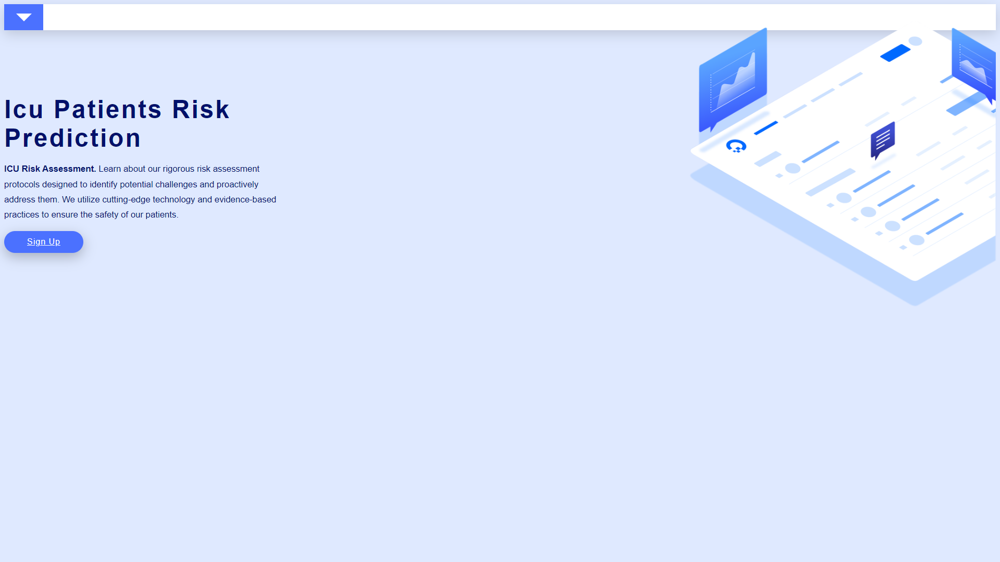 Icu Patients Risk
Prediction
ICU Risk Assessment. Learn about our rigorous risk assessment
protocols designed to identify potential challenges and proactively
address them. We utilize cutting-edge technology and evidence-based
practices to ensure the safety of our patients.
Sign Up